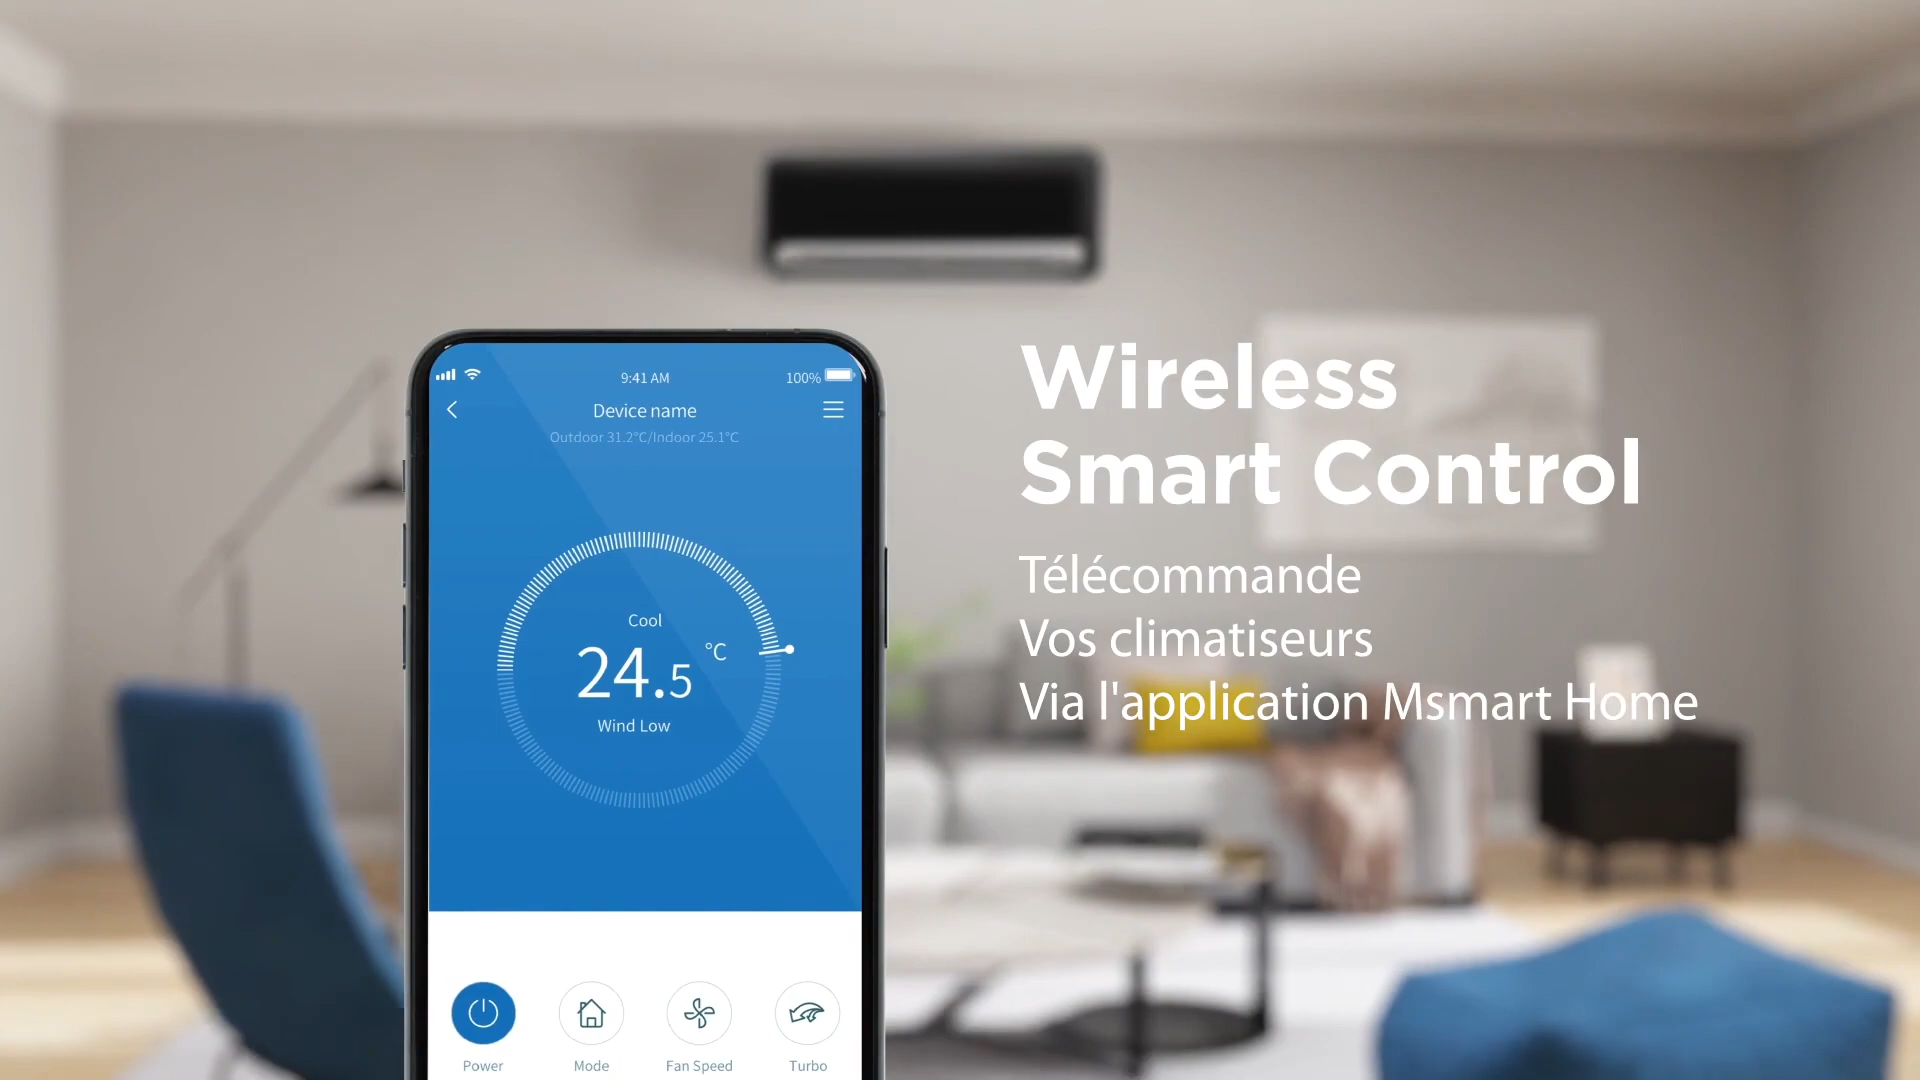 9:41 AM
100%
Device name
Outdoor 31.2°C/Indoor 25.1°C
Cool
24.5 °C
Wind Low
Power
Mode
Fan Speed
Turbo
Wireless
Smart Control
Télécommande
Vos climatiseurs
Via l'application Msmart Home